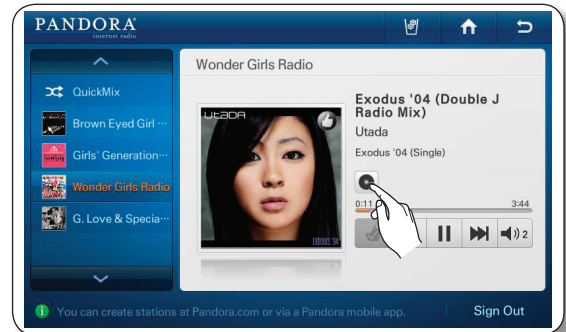 PANDORA®
internet radio
QuickMix
Brown Eyed Girl ...
Girls' Generation...
Wonder Girls Radio
G. Love & Specia...
Wonder Girls Radio
UTADA
EXODUS '04
Exodus '04 (Double J
Radio Mix)
Utada
Exodus '04 (Single)
0:11
3:44
2
i You can create stations at Pandora.com or via a Pandora mobile app.
Sign Out